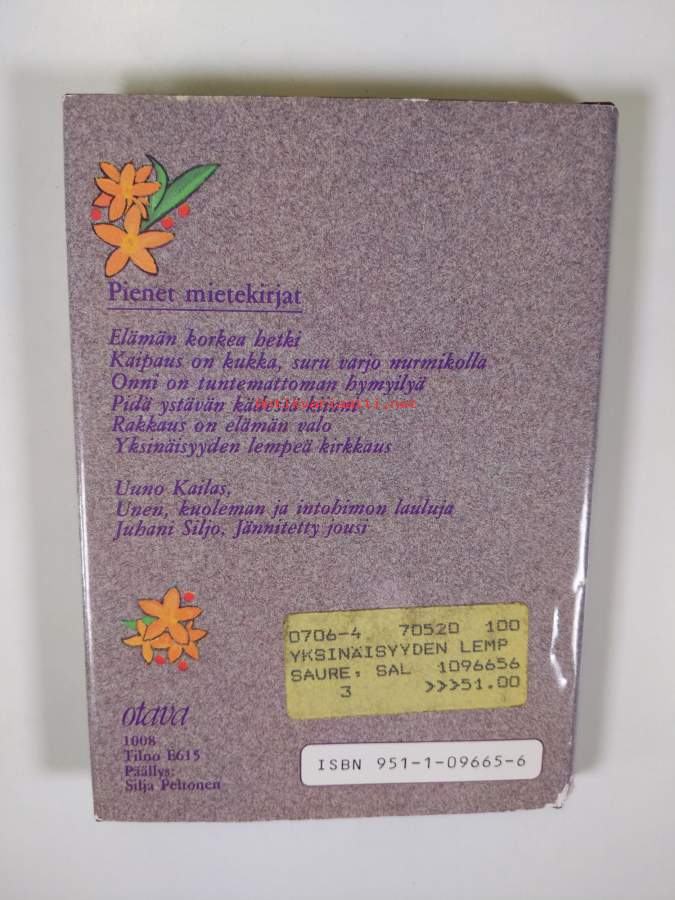 Pienet mietekirjat
Elämän korkea hetki
Kaipaus on kukka, suru varjo nurmikolla
Onni on tuntemattoman hymyilyä
Pidä ystävän kädestä
Rakkaus on elämän valo
Yksinäisyyden lempeä kirkkaus
Uuno Kailas,
Unen, kuoleman ja intohimon lauluja
Juhani Siljo, Jännitetty jousi
0706-4 70520 100
YKSINÄISYYDEN LEMP
SAURE, SAL 1096656
3 >>>51.00
otava
1008
Tilno E615
Päällys:
Silja Peltonen
ISBN 951-1-09665-6